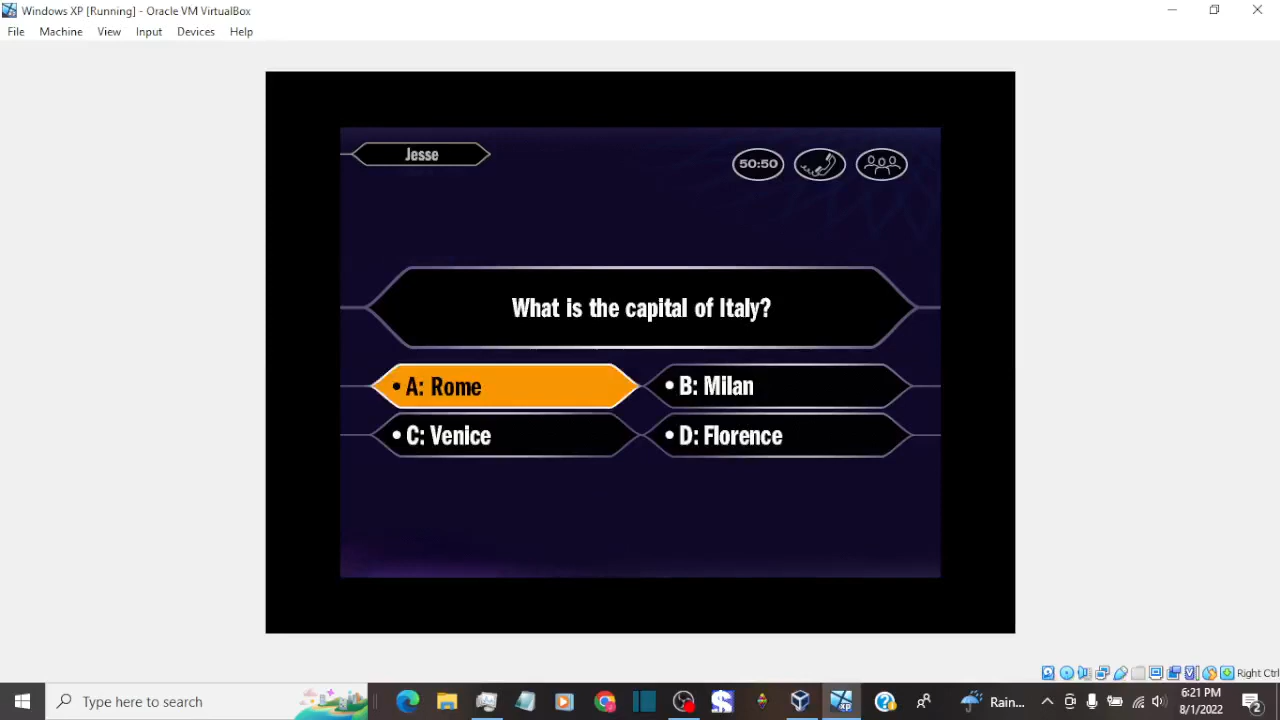 Windows XP [Running] - Oracle VM VirtualBox
File Machine View Input Devices Help
Jesse
50:50
What is the capital of Italy?
• A: Rome
• B: Milan
• C: Venice
• D: Florence
Right Ctrl
Type here to search
XP
Rain...
6:21 PM
8/1/2022
2